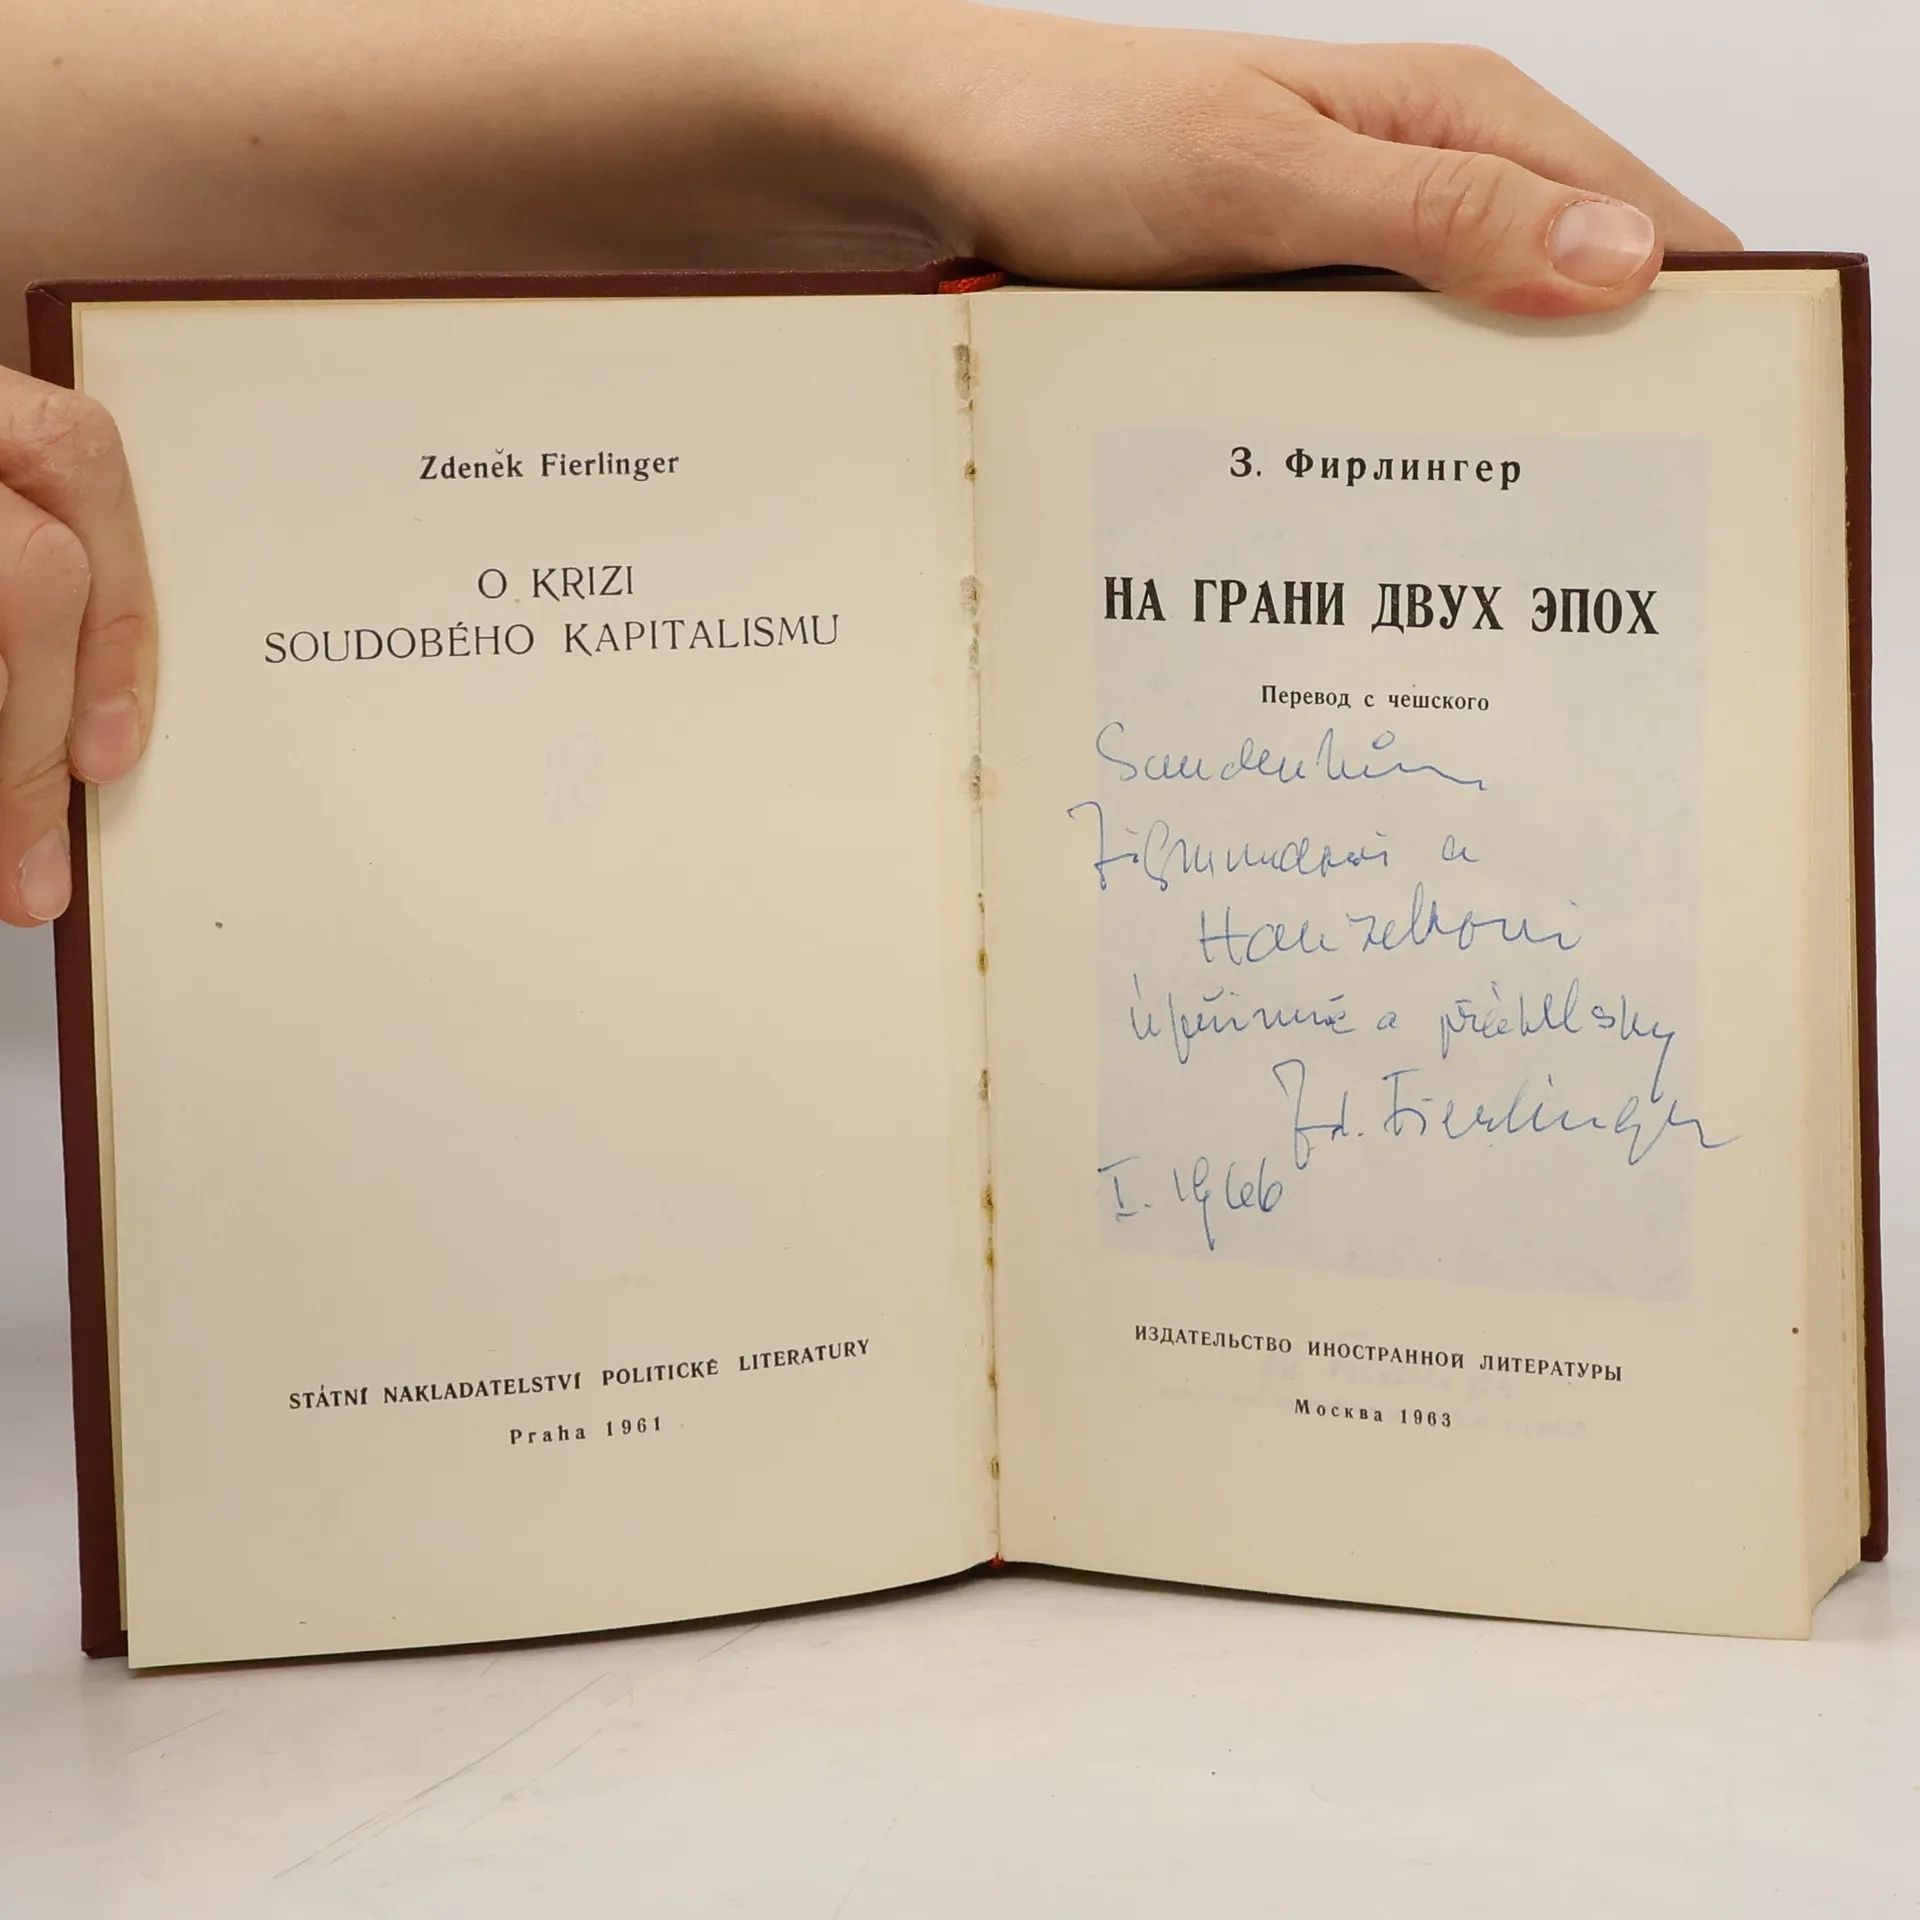 Zdeněk Fierlinger
O KRIZI
SOUDOBÉHO KAPITALISMU
STÁTNÍ NAKLADATELSTVÍ POLITICKÉ LITERATURY
Praha 1961
З. Фирлингер
НА ГРАНИ ДВУХ ЭПОХ
Перевод с чешского
Soudruhům
Zikmundovi a
Hanzelkovi
upřímně a přátelsky
Zd. Fierlinger
I. 1966
ИЗДАТЕЛЬСТВО ИНОСТРАННОЙ ЛИТЕРАТУРЫ
Москва 1963